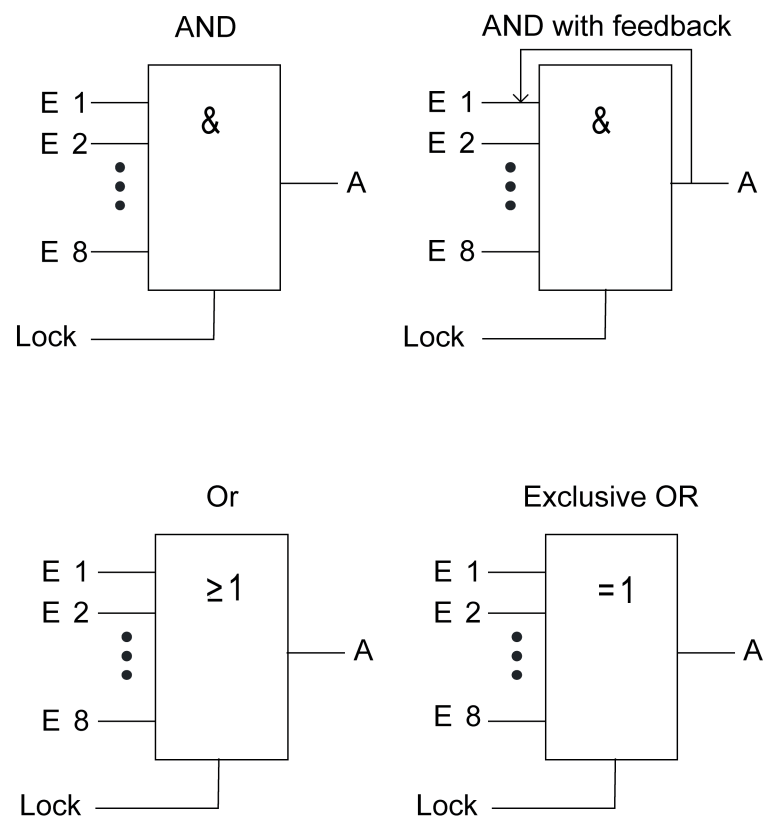 AND
E 1
&
E 2
E 8
A
Lock
AND with feedback
E 1
&
E 2
E 8
A
Lock
Or
E 1
≥1
E 2
E 8
A
Lock
Exclusive OR
E 1
=1
E 2
E 8
A
Lock